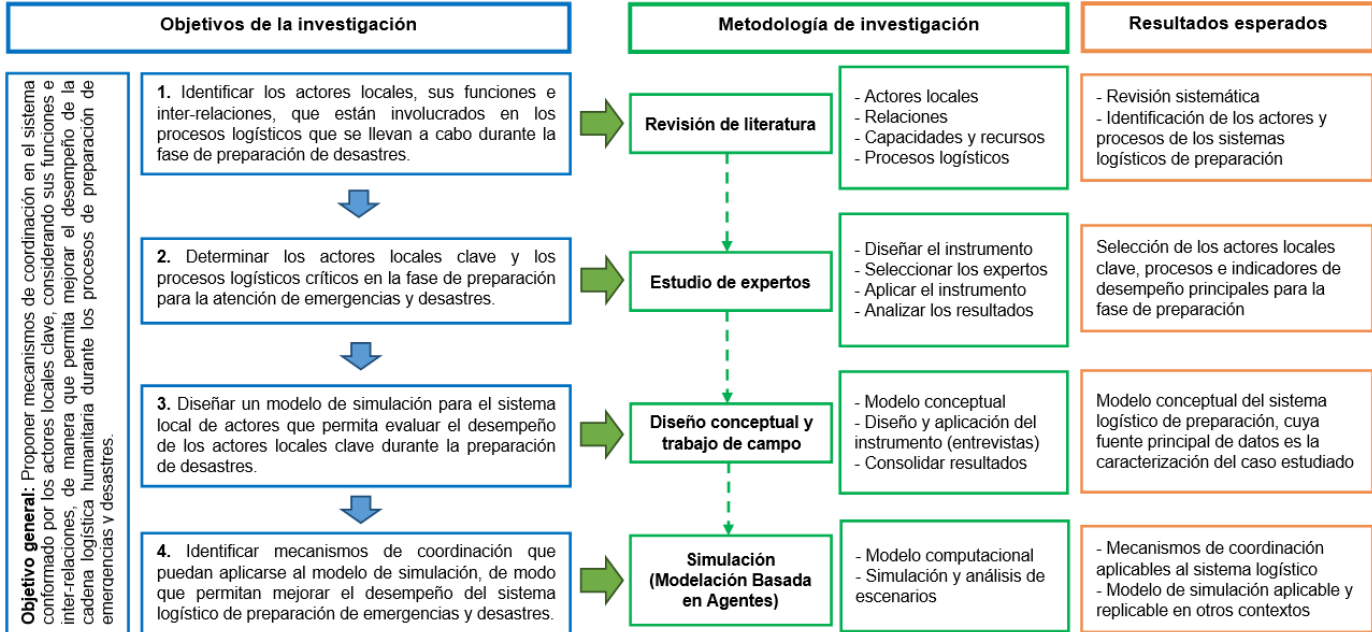 Objetivos de la investigación
Metodología de investigación
Resultados esperados
Objetivo general: Proponer mecanismos de coordinación en el sistema
conformado por los actores locales clave, considerando sus funciones e
inter-relaciones, de manera que permita mejorar el desempeño de la
cadena logística humanitaria durante los procesos de preparación de
emergencias y desastres.
1. Identificar los actores locales, sus funciones e
inter-relaciones, que están involucrados en los
procesos logísticos que se llevan a cabo durante la
fase de preparación de desastres.
Revisión de literatura
- Actores locales
- Relaciones
- Capacidades y recursos
- Procesos logísticos
- Revisión sistemática
- Identificación de los actores y
procesos de los sistemas
logísticos de preparación
2. Determinar los actores locales clave y los
procesos logísticos críticos en la fase de preparación
para la atención de emergencias y desastres.
Estudio de expertos
- Diseñar el instrumento
- Seleccionar los expertos
- Aplicar el instrumento
- Analizar los resultados
Selección de los actores locales
clave, procesos e indicadores de
desempeño principales para la
fase de preparación
3. Diseñar un modelo de simulación para el sistema
local de actores que permita evaluar el desempeño
de los actores locales clave durante la preparación
de desastres.
Diseño conceptual y
trabajo de campo
- Modelo conceptual
- Diseño y aplicación del
instrumento (entrevistas)
- Consolidar resultados
Modelo conceptual del sistema
logístico de preparación, cuya
fuente principal de datos es la
caracterización del caso estudiado
4. Identificar mecanismos de coordinación que
puedan aplicarse al modelo de simulación, de modo
que permitan mejorar el desempeño del sistema
logístico de preparación de emergencias y desastres.
Simulación
(Modelación Basada
en Agentes)
- Modelo computacional
- Simulación y análisis de
escenarios
- Mecanismos de coordinación
aplicables al sistema logístico
- Modelo de simulación aplicable y
replicable en otros contextos